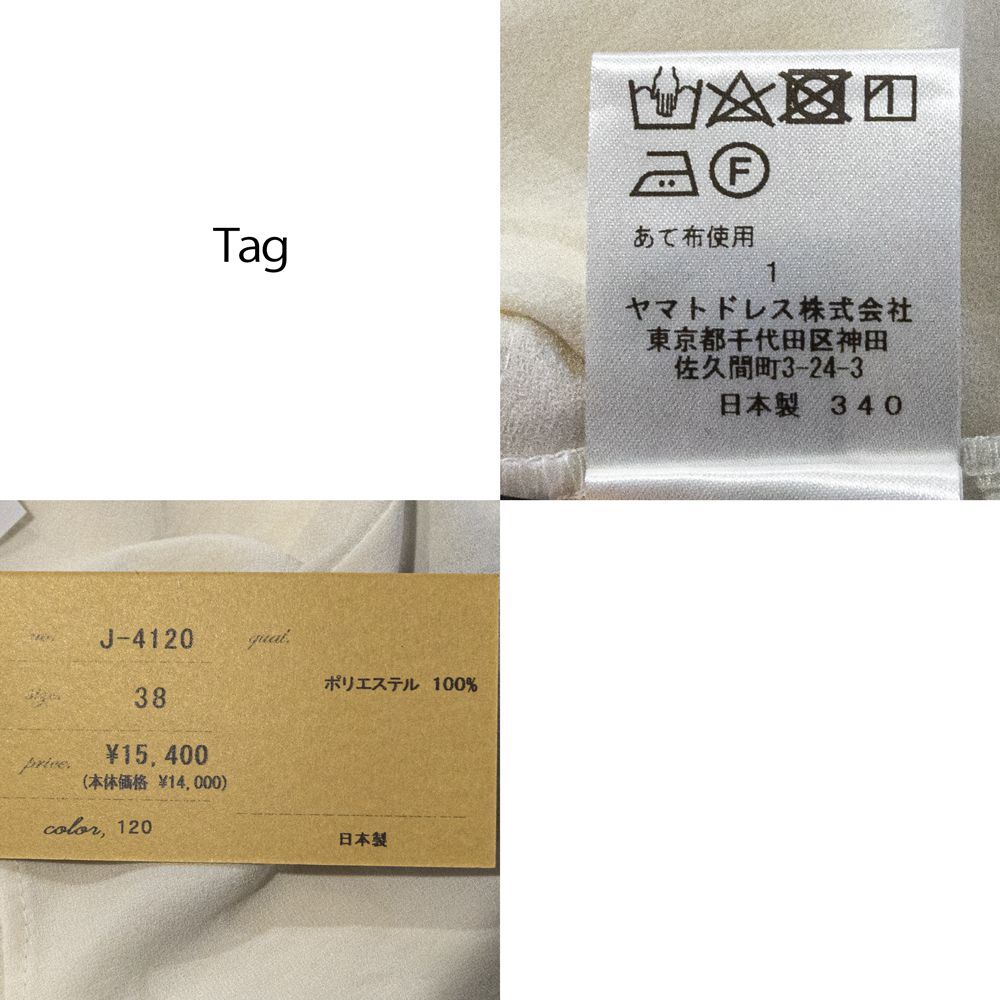 Tag
F
あて布使用
1
ヤマトドレス株式会社
東京都千代田区神田
佐久間町3-24-3
日本製 340
no. J-4120
qual.
ポリエステル 100%
size. 38
price. ¥15,400
(本体価格 ¥14,000)
color, 120
日本製